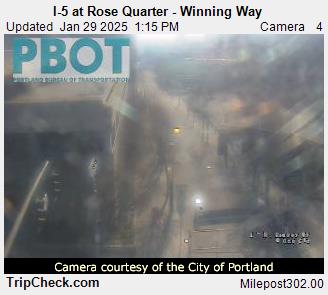 I-5 at Rose Quarter - Winning Way
Updated Jan 29 2025 1:15 PM Camera 4
PBOT
PORTLAND BUREAU OF TRANSPORTATION
Camera courtesy of the City of Portland
TripCheck.com Milepost302.00